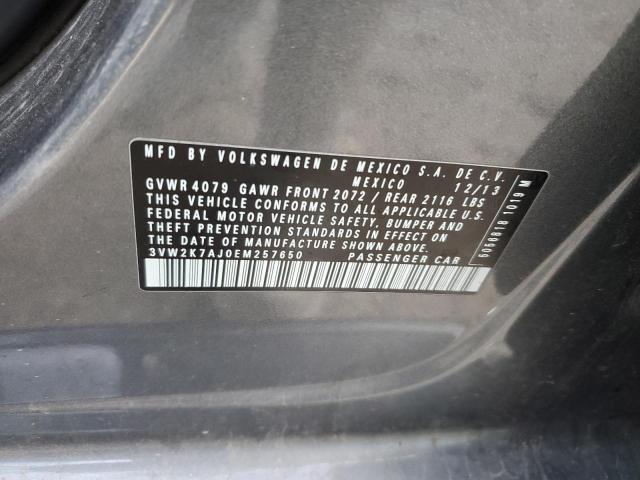 MFD BY VOLKSWAGEN DE MEXICO S.A. DE C.V.
MEXICO 12/13
GVWR 4079 GAWR FRONT 2072 / REAR 2116 LBS
THIS VEHICLE CONFORMS TO ALL APPLICABLE U.S.
FEDERAL MOTOR VEHICLE SAFETY, BUMPER AND
THEFT PREVENTION STANDARDS IN EFFECT ON
THE DATE OF MANUFACTURE SHOWN ABOVE.
3VW2K7AJ0EM257650 PASSENGER CAR
1019 M